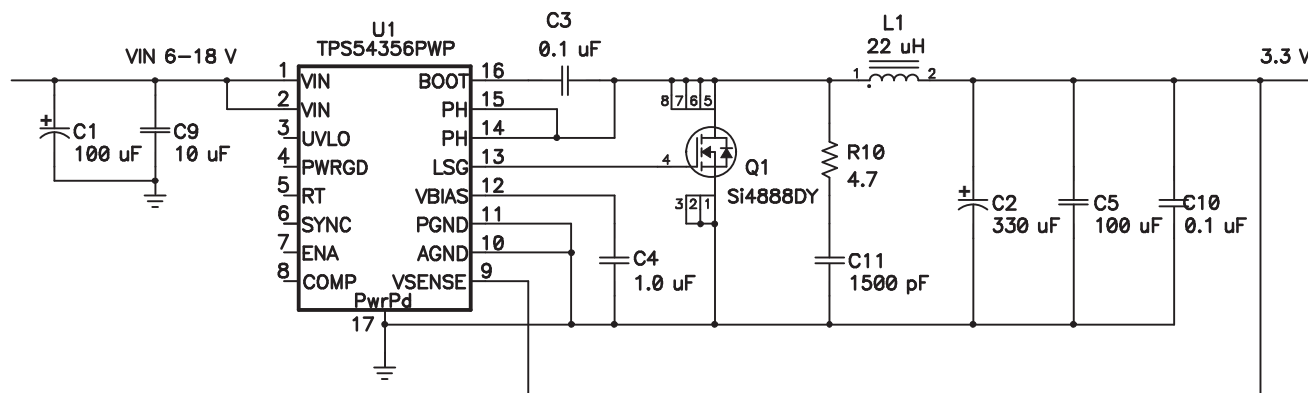 VIN 6-18 V
U1
TPS54356PWP
C3
0.1 uF
L1
22 uH
3.3 V
1 VIN
2 VIN
3 UVLO
4 PWRGD
5 RT
6 SYNC
7 ENA
8 COMP
BOOT 16
PH 15
PH 14
LSG 13
VBIAS 12
PGND 11
AGND 10
VSENSE 9
PwrPd
17
+
C1
100 uF
C9
10 uF
8 7 6 5
4
3 2 1
Q1
Si4888DY
1 2
R10
4.7
C4
1.0 uF
C11
1500 pF
+
C2
330 uF
C5
100 uF
C10
0.1 uF